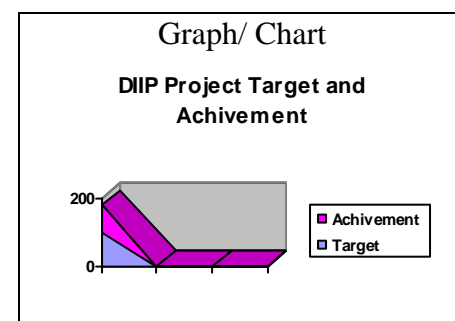 Graph/ Chart
DIIP Project Target and
Achivement
200
0
Achivement
Target